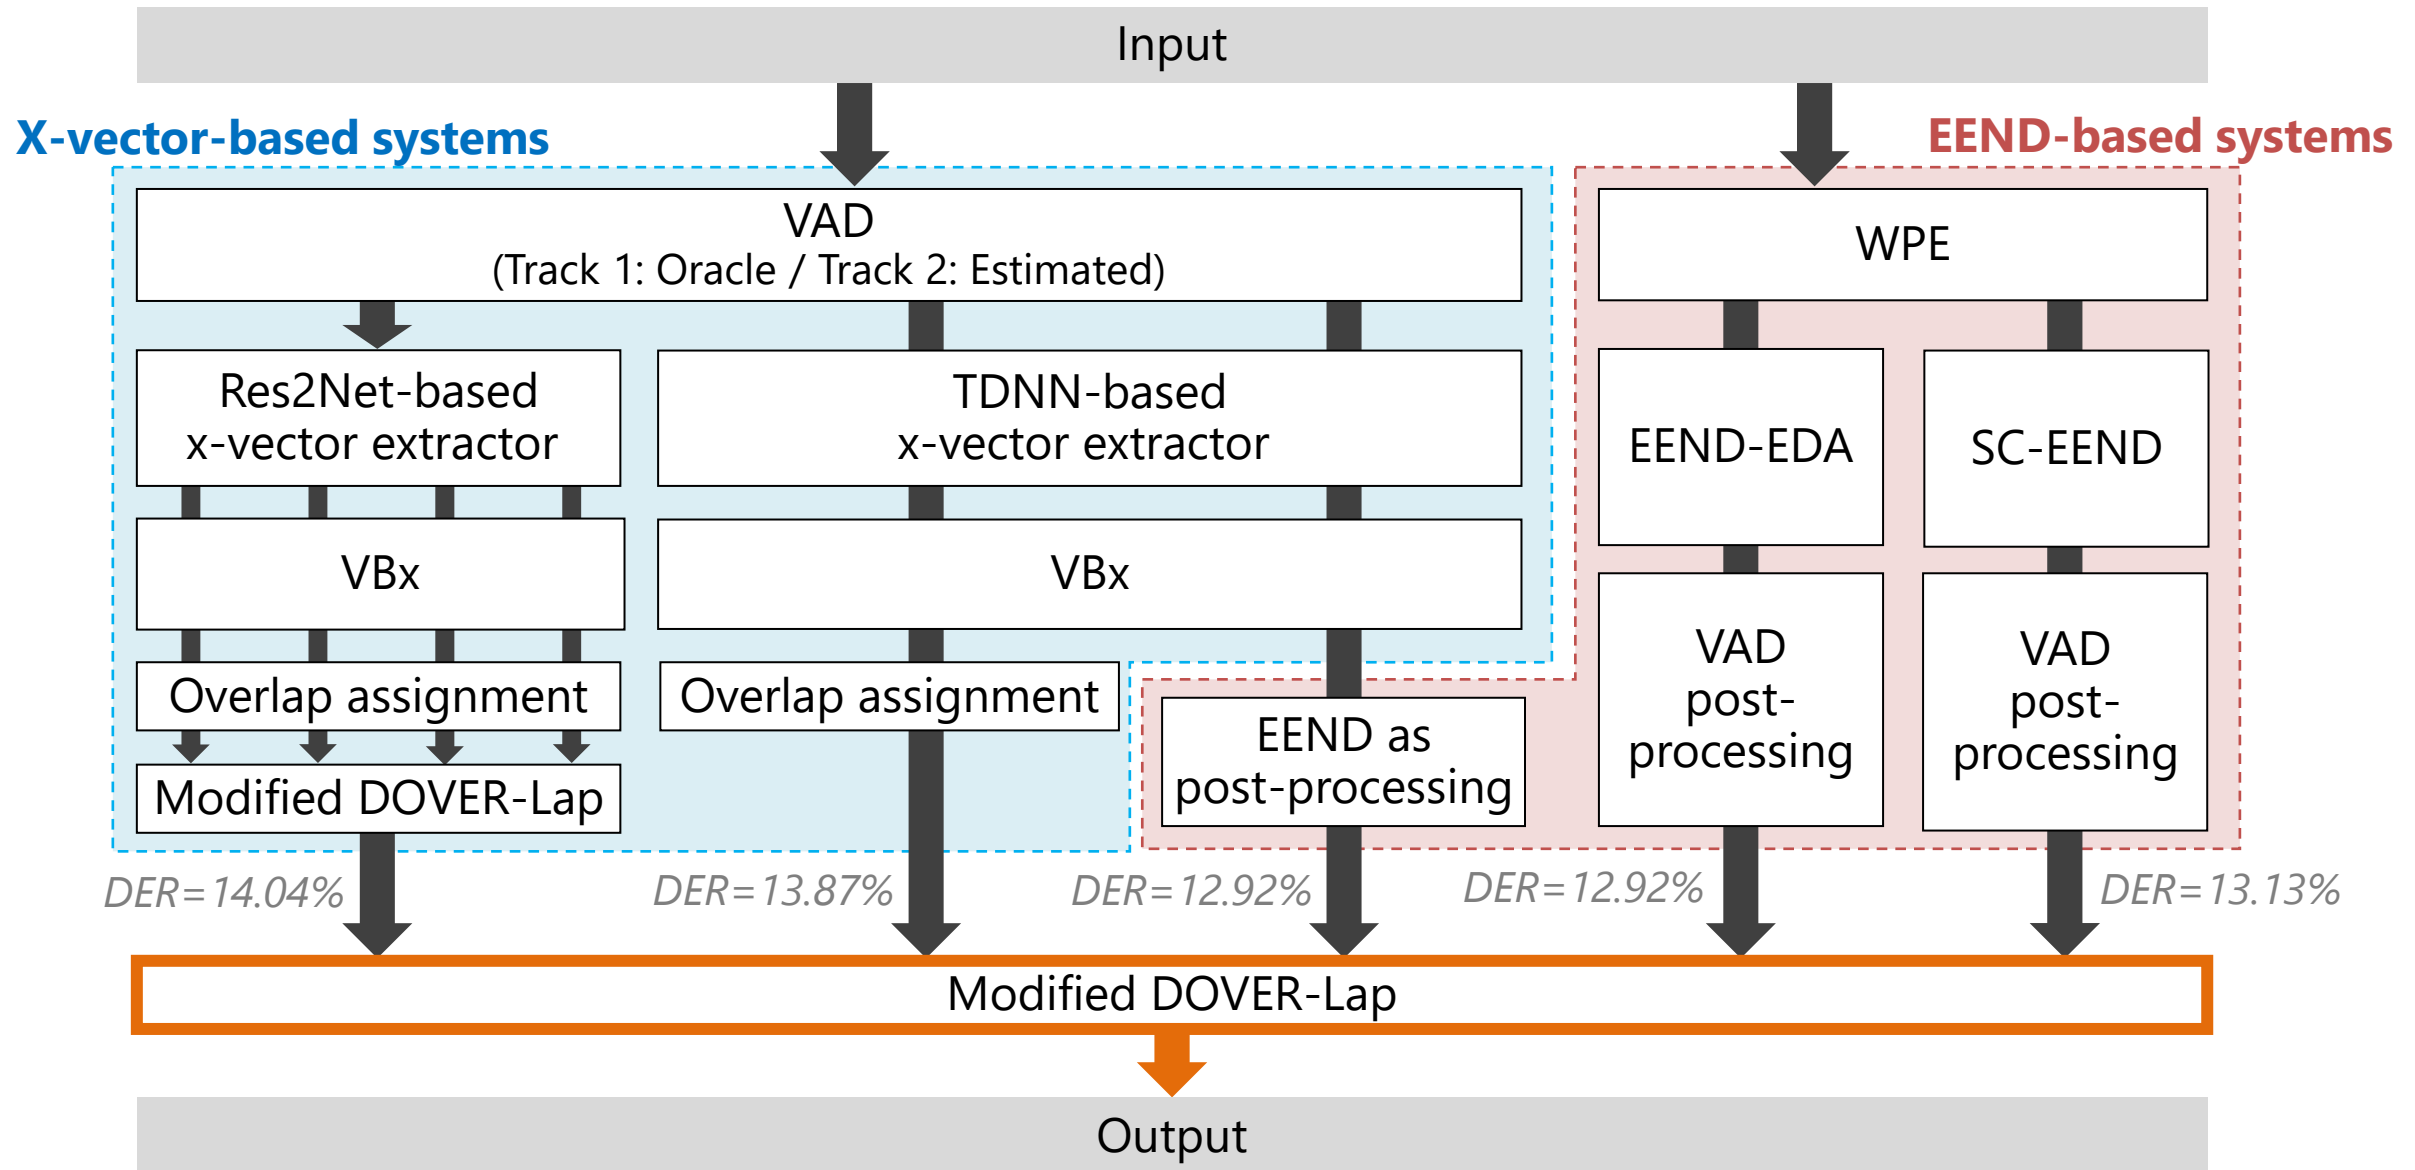 Input
X-vector-based systems
EEND-based systems
VAD
(Track 1: Oracle / Track 2: Estimated)
WPE
Res2Net-based
x-vector extractor
TDNN-based
x-vector extractor
EEND-EDA
SC-EEND
VBx
VBx
Overlap assignment
Overlap assignment
EEND as
post-processing
VAD
post-
processing
VAD
post-
processing
Modified DOVER-Lap
DER=14.04%
DER=13.87%
DER=12.92%
DER=12.92%
DER=13.13%
Modified DOVER-Lap
Output